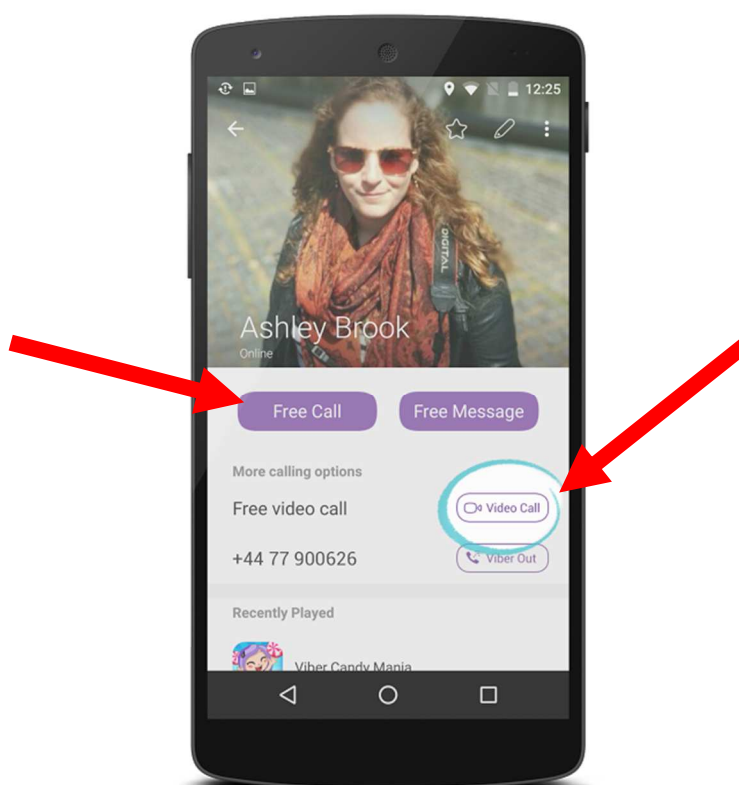 12:25
DIGITAL
Ashley Brook
Online
Free Call Free Message
More calling options
Free video call Video Call
+44 77 900626 Viber Out
Recently Played
Viber Candy Mania